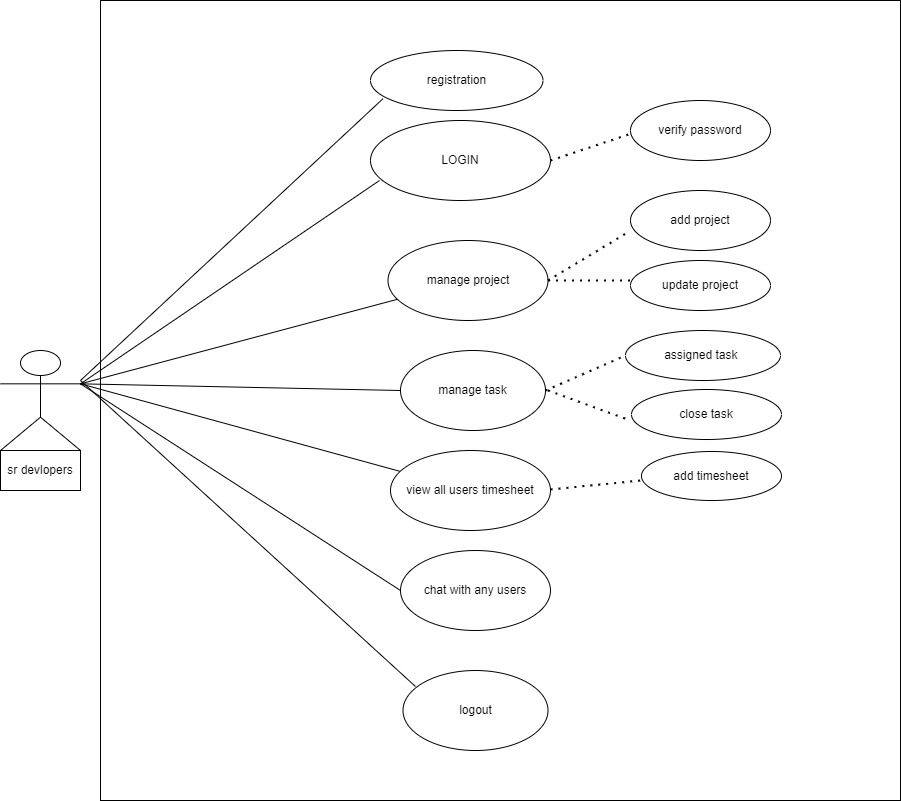 registration
verify password
LOGIN
add project
manage project
update project
assigned task
manage task
close task
sr devlopers
view all users timesheet
add timesheet
chat with any users
logout